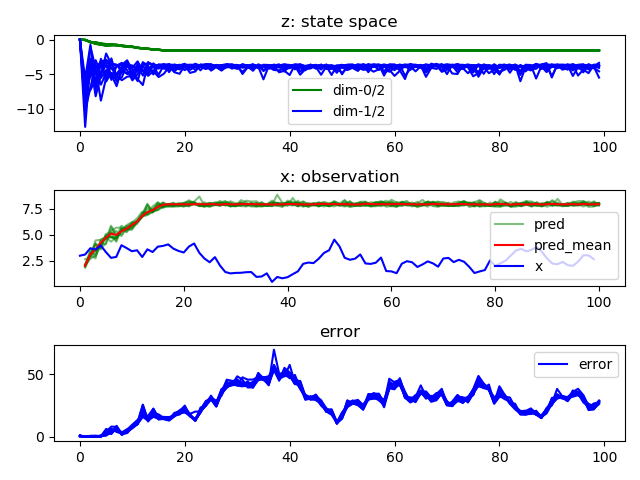 z: state space
0
−5
−10
dim-0/2
dim-1/2
0 20 40 60 80 100
x: observation
7.5
5.0
2.5
pred
pred_mean
x
0 20 40 60 80 100
error
50
0
error
0 20 40 60 80 100